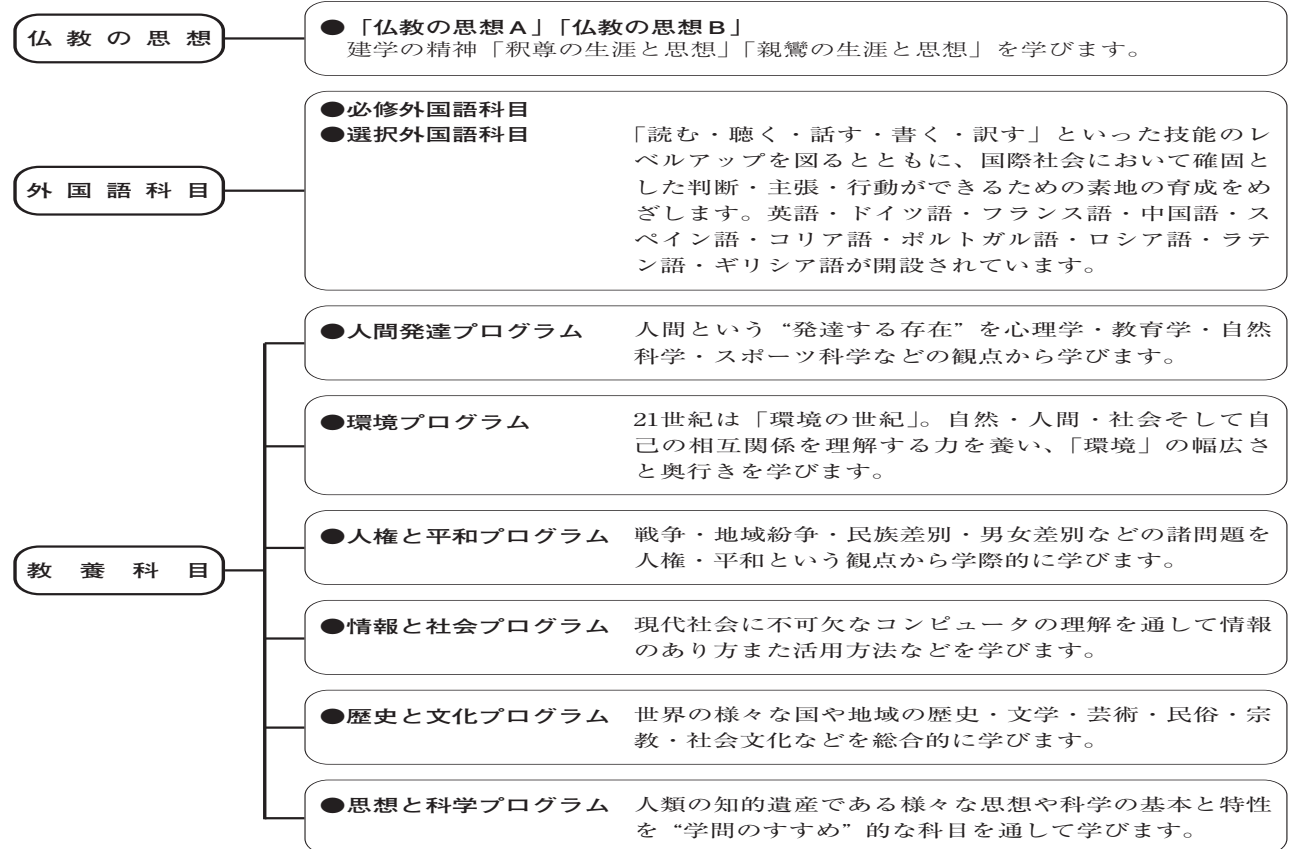 仏教の思想
●「仏教の思想A」「仏教の思想B」
建学の精神「釈尊の生涯と思想」「親鸞の生涯と思想」を学びます。
外国語科目
●必修外国語科目
●選択外国語科目 「読む・聴く・話す・書く・訳す」といった技能のレ
ベルアップを図るとともに、国際社会において確固と
した判断・主張・行動ができるための素地の育成をめ
ざします。英語・ドイツ語・フランス語・中国語・ス
ペイン語・コリア語・ポルトガル語・ロシア語・ラテ
ン語・ギリシア語が開設されています。
教養科目
●人間発達プログラム 人間という“発達する存在”を心理学・教育学・自然
科学・スポーツ科学などの観点から学びます。
●環境プログラム 21世紀は「環境の世紀」。自然・人間・社会そして自
己の相互関係を理解する力を養い、「環境」の幅広さ
と奥行きを学びます。
●人権と平和プログラム 戦争・地域紛争・民族差別・男女差別などの諸問題を
人権・平和という観点から学際的に学びます。
●情報と社会プログラム 現代社会に不可欠なコンピュータの理解を通して情報
のあり方また活用方法などを学びます。
●歴史と文化プログラム 世界の様々な国や地域の歴史・文学・芸術・民俗・宗
教・社会文化などを総合的に学びます。
●思想と科学プログラム 人類の知的遺産である様々な思想や科学の基本と特性
を“学問のすすめ”的な科目を通して学びます。